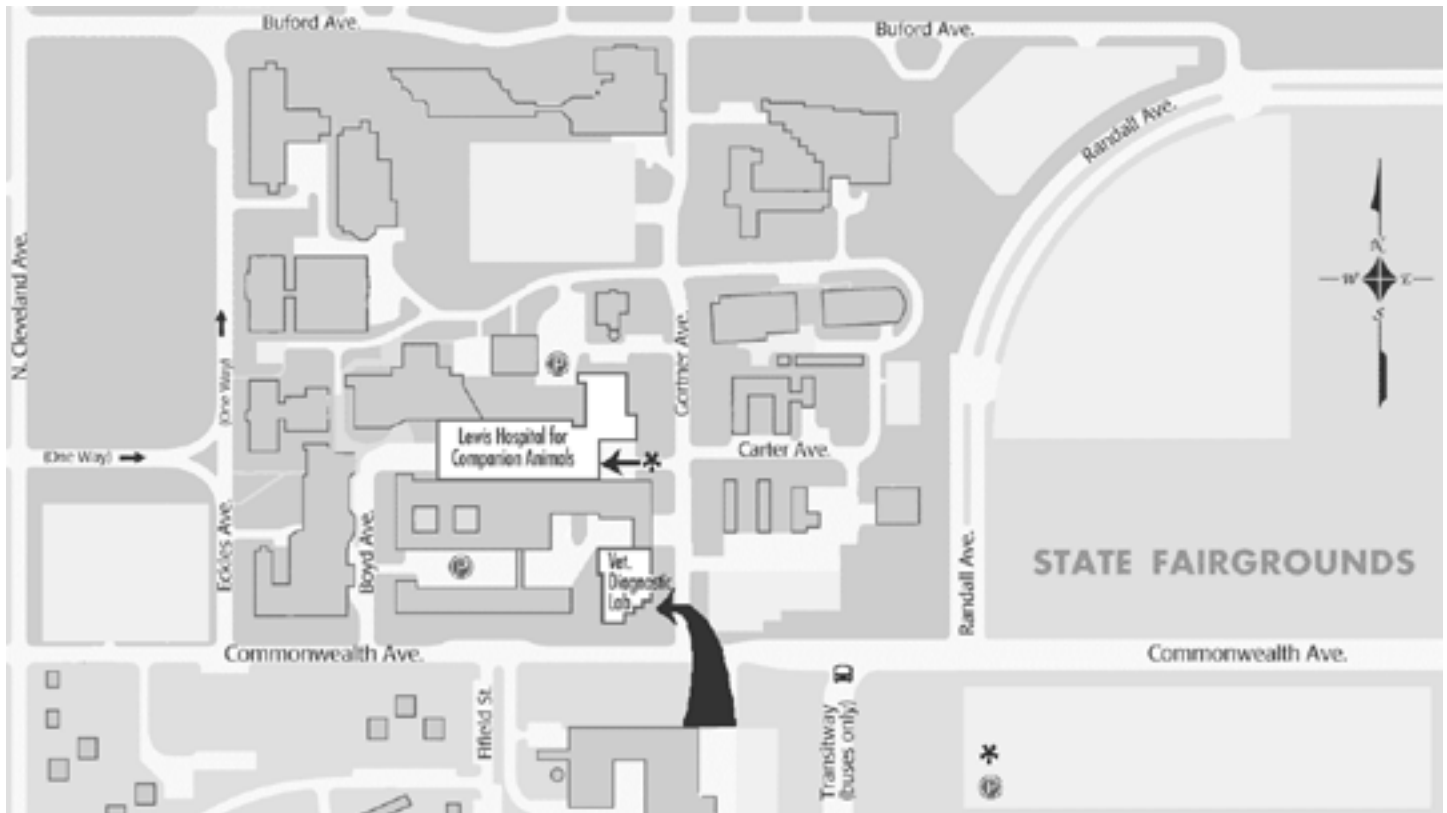 Buford Ave.
Buford Ave.
Randall Ave.
N. Cleveland Ave.
N
W
E
S
(One Way)
Gortner Ave.
Lewis Hospital for
Companion Animals
Carter Ave.
(One Way)
Eckles Ave.
Boyd Ave.
Vet.
Diagnostic
Lab
Randall Ave.
STATE FAIRGROUNDS
Commonwealth Ave.
Commonwealth Ave.
Fifield St.
Transitway
(buses only)